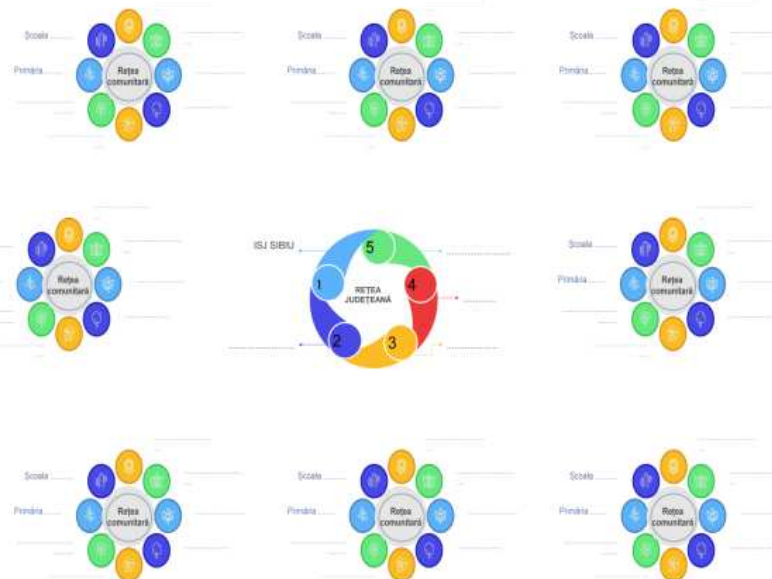 Școala ......
Rețea
Primăria ......
comunitară
Școala ......
Rețea
Primăria ......
comunitară
Școala ......
Rețea
Primăria ......
comunitară
Rețea
comunitară
ISJ SIBIU
5
1
4
REȚEA
JUDEȚEANĂ
2
3
Școala ......
Rețea
Primăria ......
comunitară
Școala ......
Rețea
Primăria ......
comunitară
Școala ......
Rețea
Primăria ......
comunitară
Școala ......
Rețea
Primăria ......
comunitară